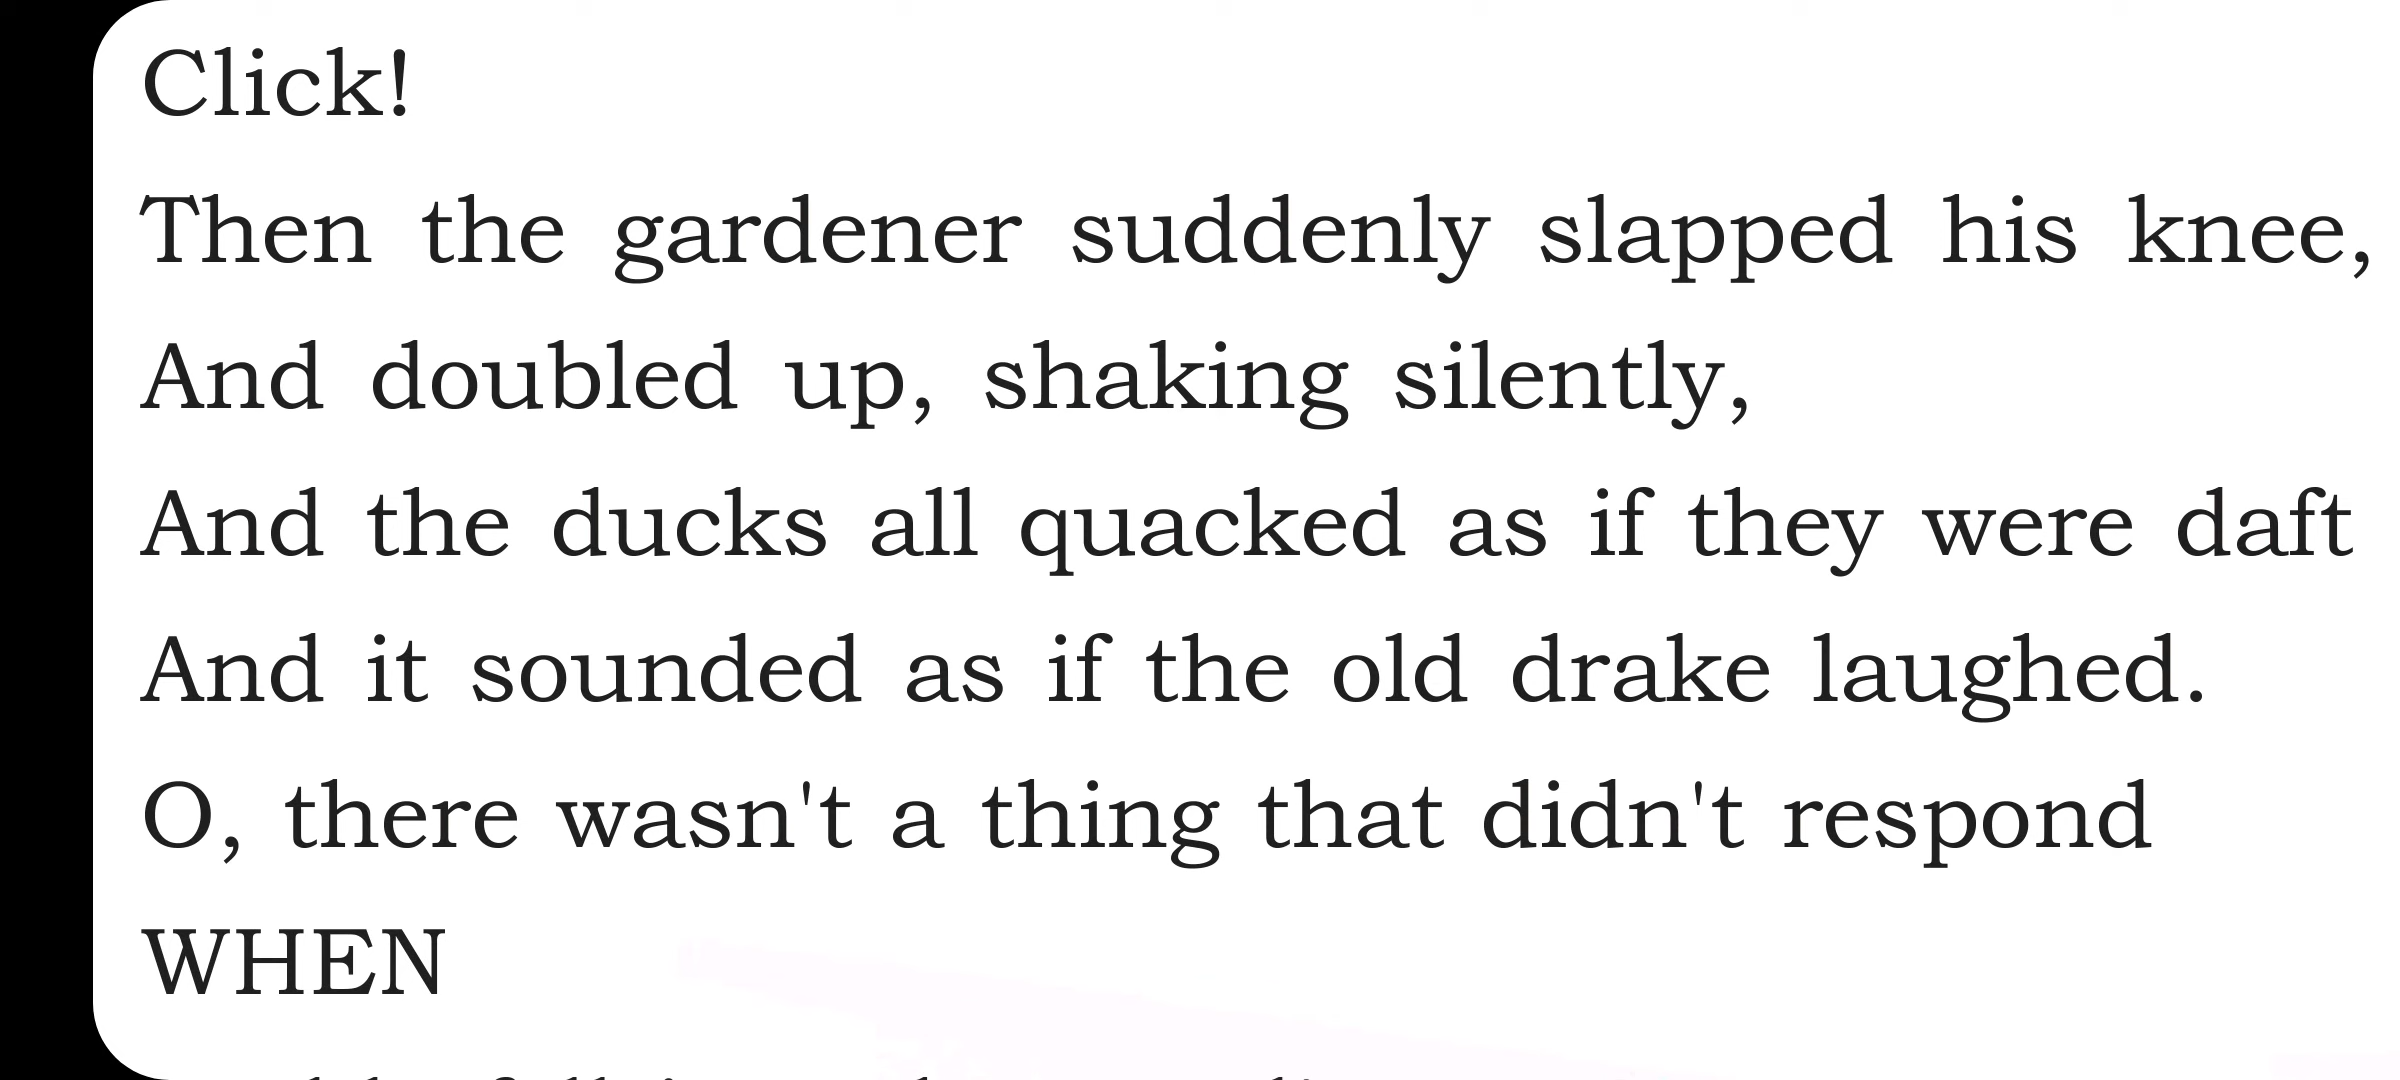 Click!
Then the gardener suddenly slapped his knee,
And doubled up, shaking silently,
And the ducks all quacked as if they were daft
And it sounded as if the old drake laughed.
O, there wasn't a thing that didn't respond
WHEN